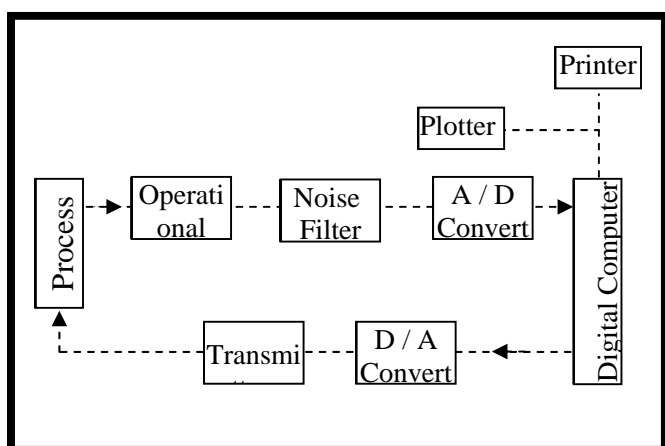 Printer
Plotter
Process
Operati
onal
Noise
Filter
A / D
Convert
Digital Computer
Transmi
D / A
Convert